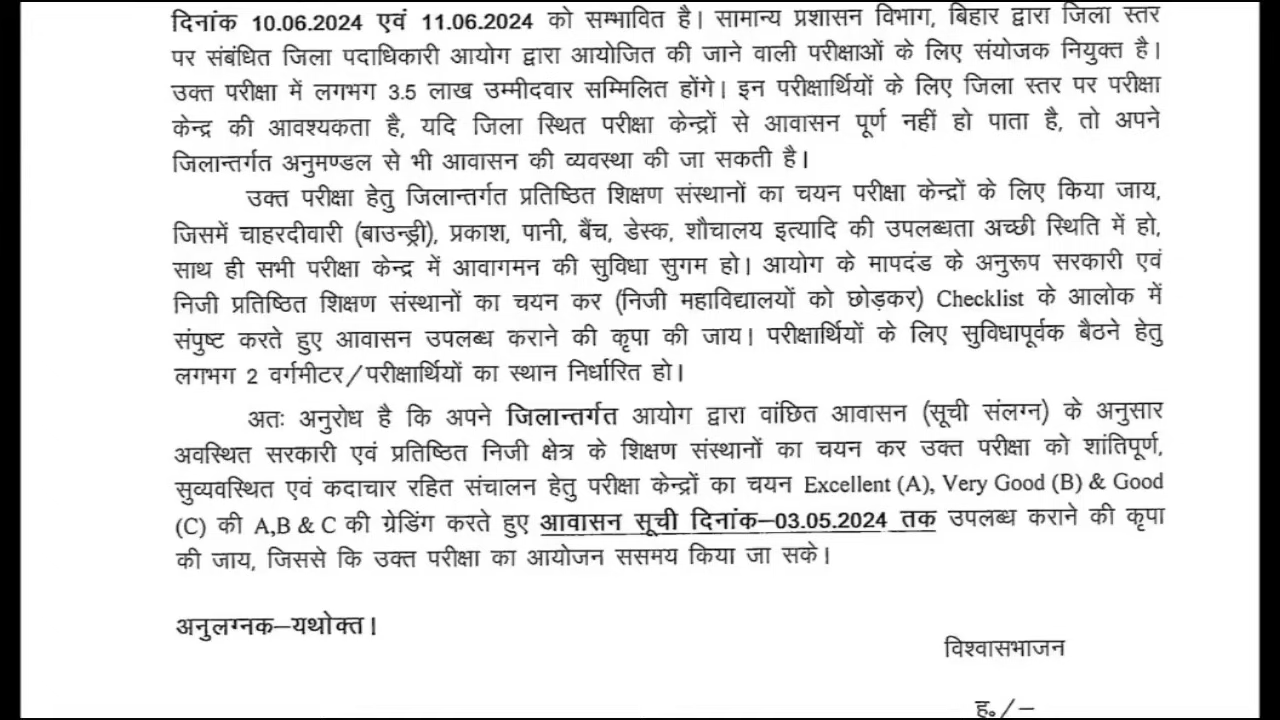 दिनांक 10.06.2024 एवं 11.06.2024 को सम्भावित है। सामान्य प्रशासन विभाग, बिहार द्वारा जिला स्तर
पर संबंधित जिला पदाधिकारी आयोग द्वारा आयोजित की जाने वाली परीक्षाओं के लिए संयोजक नियुक्त है।
उक्त परीक्षा में लगभग 3.5 लाख उम्मीदवार सम्मिलित होंगे। इन परीक्षार्थियों के लिए जिला स्तर पर परीक्षा
केन्द्र की आवश्यकता है, यदि जिला स्थित परीक्षा केन्द्रों से आवासन पूर्ण नहीं हो पाता है, तो अपने
जिलान्तर्गत अनुमण्डल से भी आवासन की व्यवस्था की जा सकती है।
उक्त परीक्षा हेतु जिलान्तर्गत प्रतिष्ठित शिक्षण संस्थानों का चयन परीक्षा केन्द्रों के लिए किया जाय,
जिसमें चाहरदीवारी (बाउन्ड्री), प्रकाश, पानी, बैंच, डेस्क, शौचालय इत्यादि की उपलब्धता अच्छी स्थिति में हो,
साथ ही सभी परीक्षा केन्द्र में आवागमन की सुविधा सुगम हो। आयोग के मापदंड के अनुरूप सरकारी एवं
निजी प्रतिष्ठित शिक्षण संस्थानों का चयन कर (निजी महाविद्यालयों को छोड़कर) Checklist के आलोक में
संपुष्ट करते हुए आवासन उपलब्ध कराने की कृपा की जाय। परीक्षार्थियों के लिए सुविधापूर्वक बैठने हेतु
लगभग 2 वर्गमीटर/परीक्षार्थियों का स्थान निर्धारित हो।
अतः अनुरोध है कि अपने जिलान्तर्गत आयोग द्वारा वांछित आवासन (सूची संलग्न) के अनुसार
अवस्थित सरकारी एवं प्रतिष्ठित निजी क्षेत्र के शिक्षण संस्थानों का चयन कर उक्त परीक्षा को शांतिपूर्ण,
सुव्यवस्थित एवं कदाचार रहित संचालन हेतु परीक्षा केन्द्रों का चयन Excellent (A), Very Good (B) & Good
(C) की A,B & C की ग्रेडिंग करते हुए आवासन सूची दिनांक–03.05.2024 तक उपलब्ध कराने की कृपा
की जाय, जिससे कि उक्त परीक्षा का आयोजन ससमय किया जा सके।
अनुलग्नक–यथोक्त।
विश्वासभाजन
ह०/–